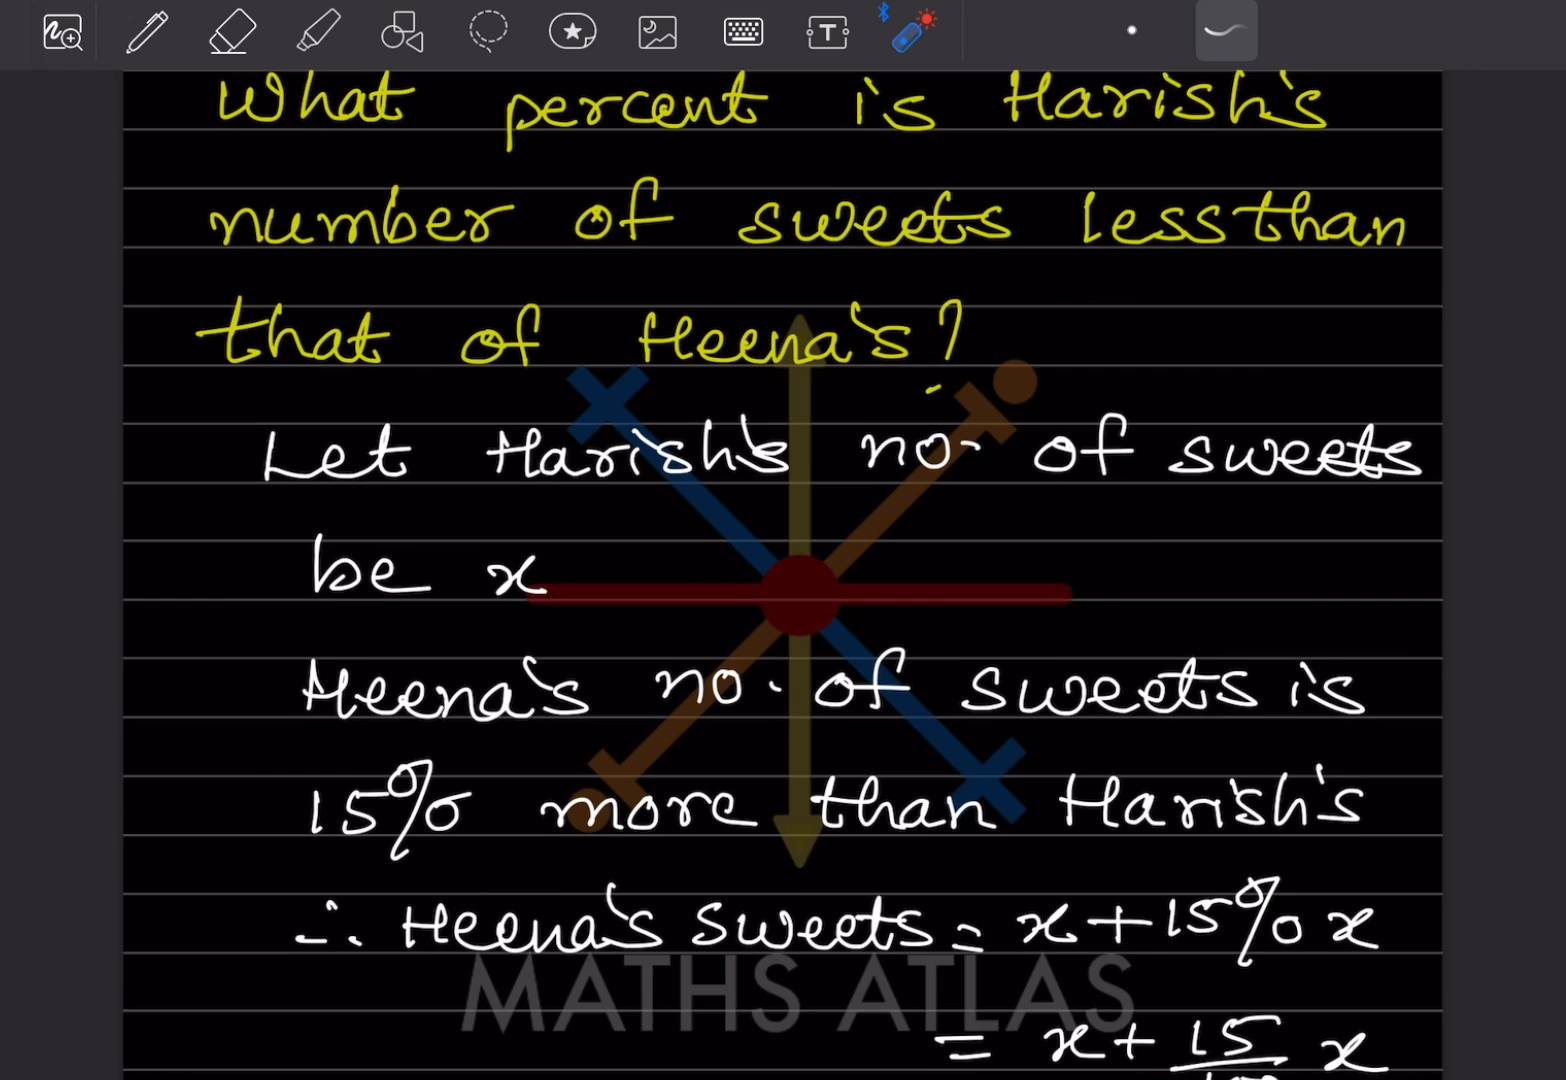 What percent is Harish's
number of sweets less than
that of Heena's?
Let Harish's no. of sweets
be x
Heena's no. of sweets is
15% more than Harish's
∴ Heena's sweets = x + 15% x
MATHS ATLAS
= x + 15/100 x